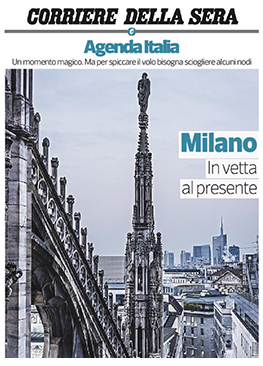 CORRIERE DELLA SERA
Agenda Italia
Un momento magico. Ma per spiccare il volo bisogna sciogliere alcuni nodi
Milano
In vetta
al presente